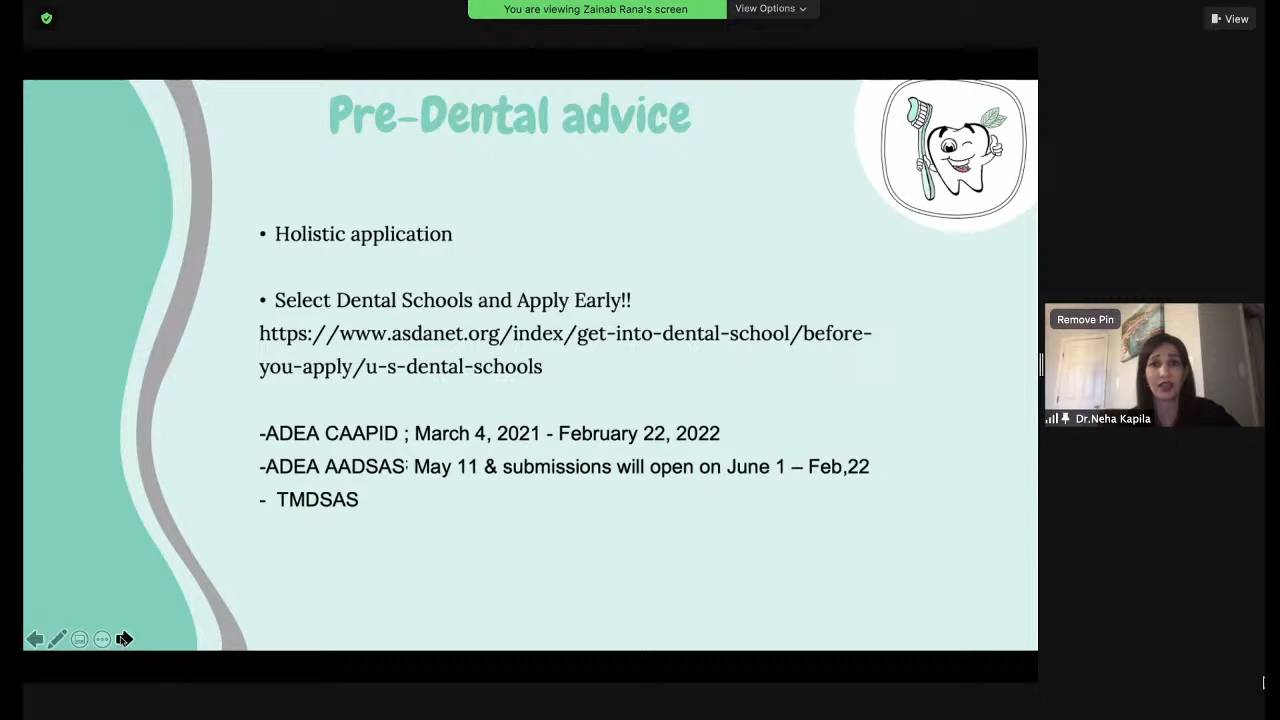 You are viewing Zainab Rana's screen
View Options
View
Pre-Dental advice
• Holistic application
• Select Dental Schools and Apply Early!!
https://www.asdanet.org/index/get-into-dental-school/before-
you-apply/u-s-dental-schools
-ADEA CAAPID ; March 4, 2021 - February 22, 2022
-ADEA AADSAS: May 11 & submissions will open on June 1 – Feb,22
- TMDSAS
Remove Pin
Dr.Neha Kapila